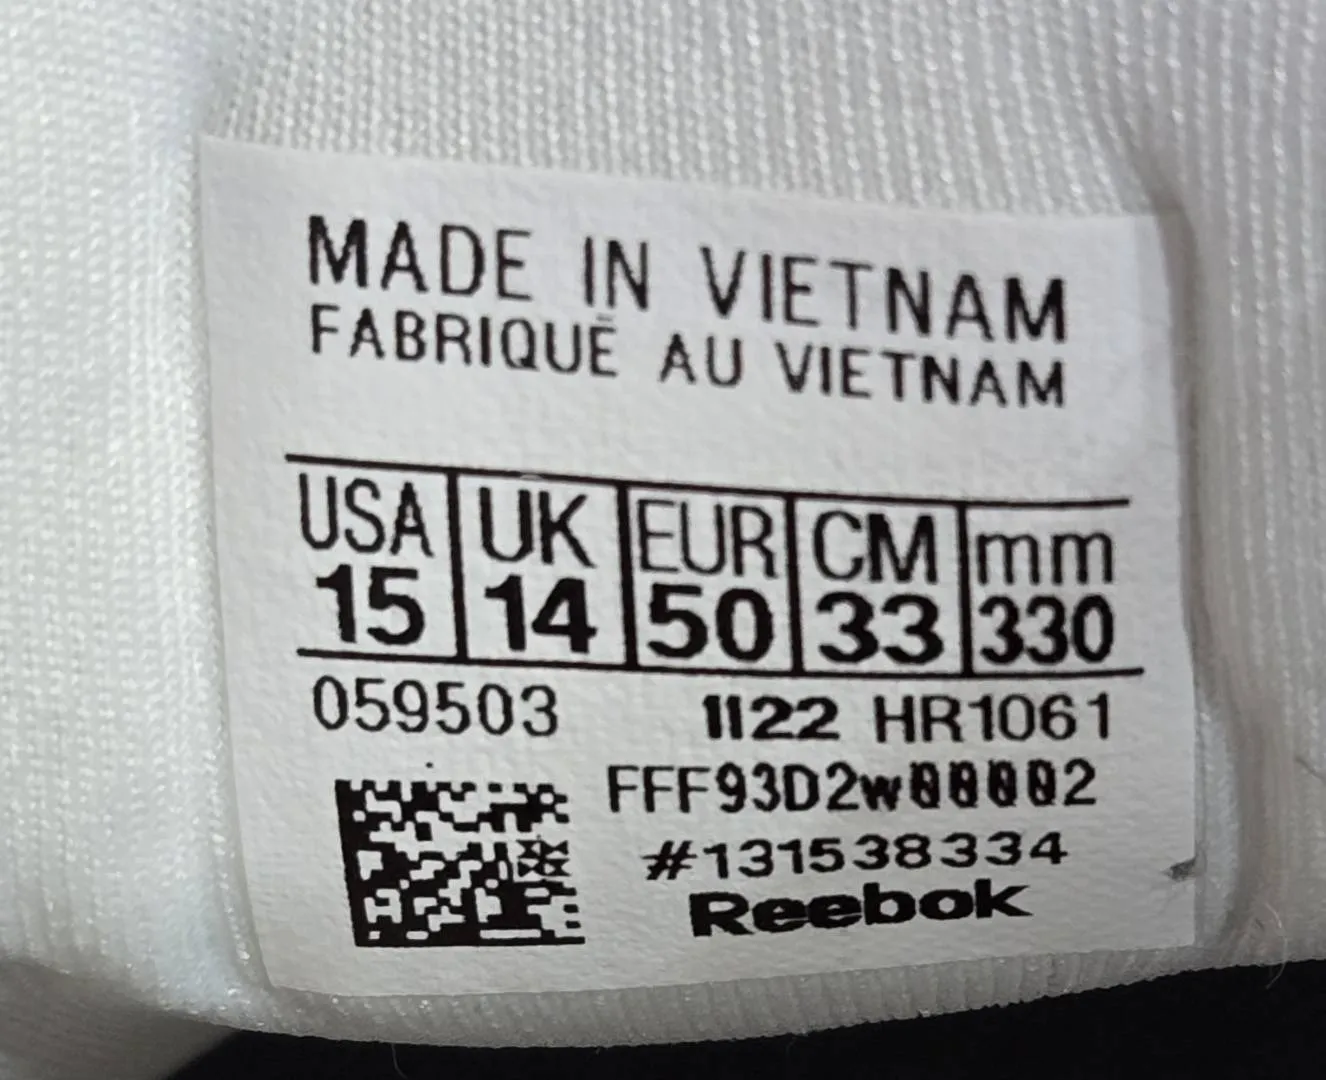 MADE IN VIETNAM
FABRIQUÉ AU VIETNAM
USA UK EUR CM mm
15 14 50 33 330
059503 1122 HR1061
FFF93D2w00002
#131538334
Reebok